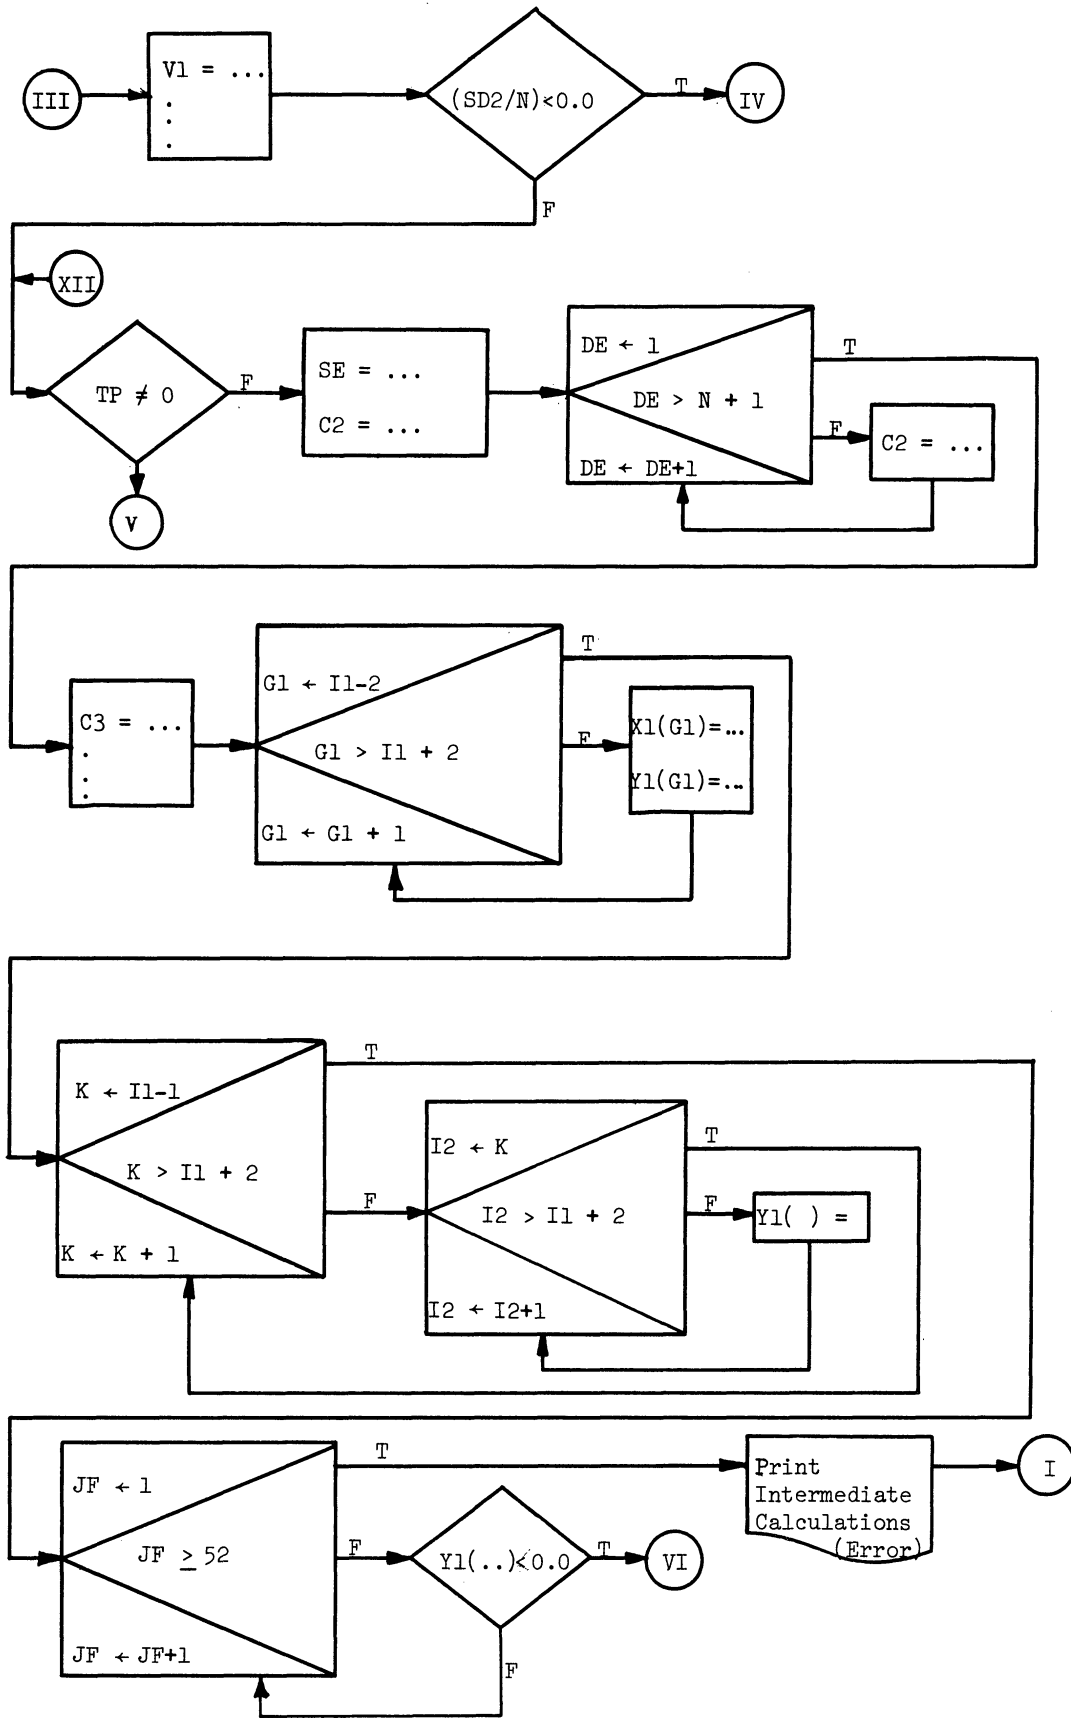 III
V1 = ...
.
.
.
(SD2/N)<0.0
T
IV
F
XII
TP ≠ 0
F
V
SE = ...
C2 = ...
DE ← 1
DE > N + 1
DE ← DE+1
T
F
C2 = ...
C3 = ...
.
.
.
G1 ← I1-2
G1 > I1 + 2
G1 ← G1 + 1
T
F
X1(G1)=...
Y1(G1)=...
K ← I1-1
K > I1 + 2
K ← K + 1
T
F
I2 ← K
I2 > I1 + 2
I2 ← I2+1
T
F
Y1( ) =
JF ← 1
JF ≥ 52
JF ← JF+1
T
F
Y1(..)<0.0
T
VI
F
Print
Intermediate
Calculations
(Error)
I